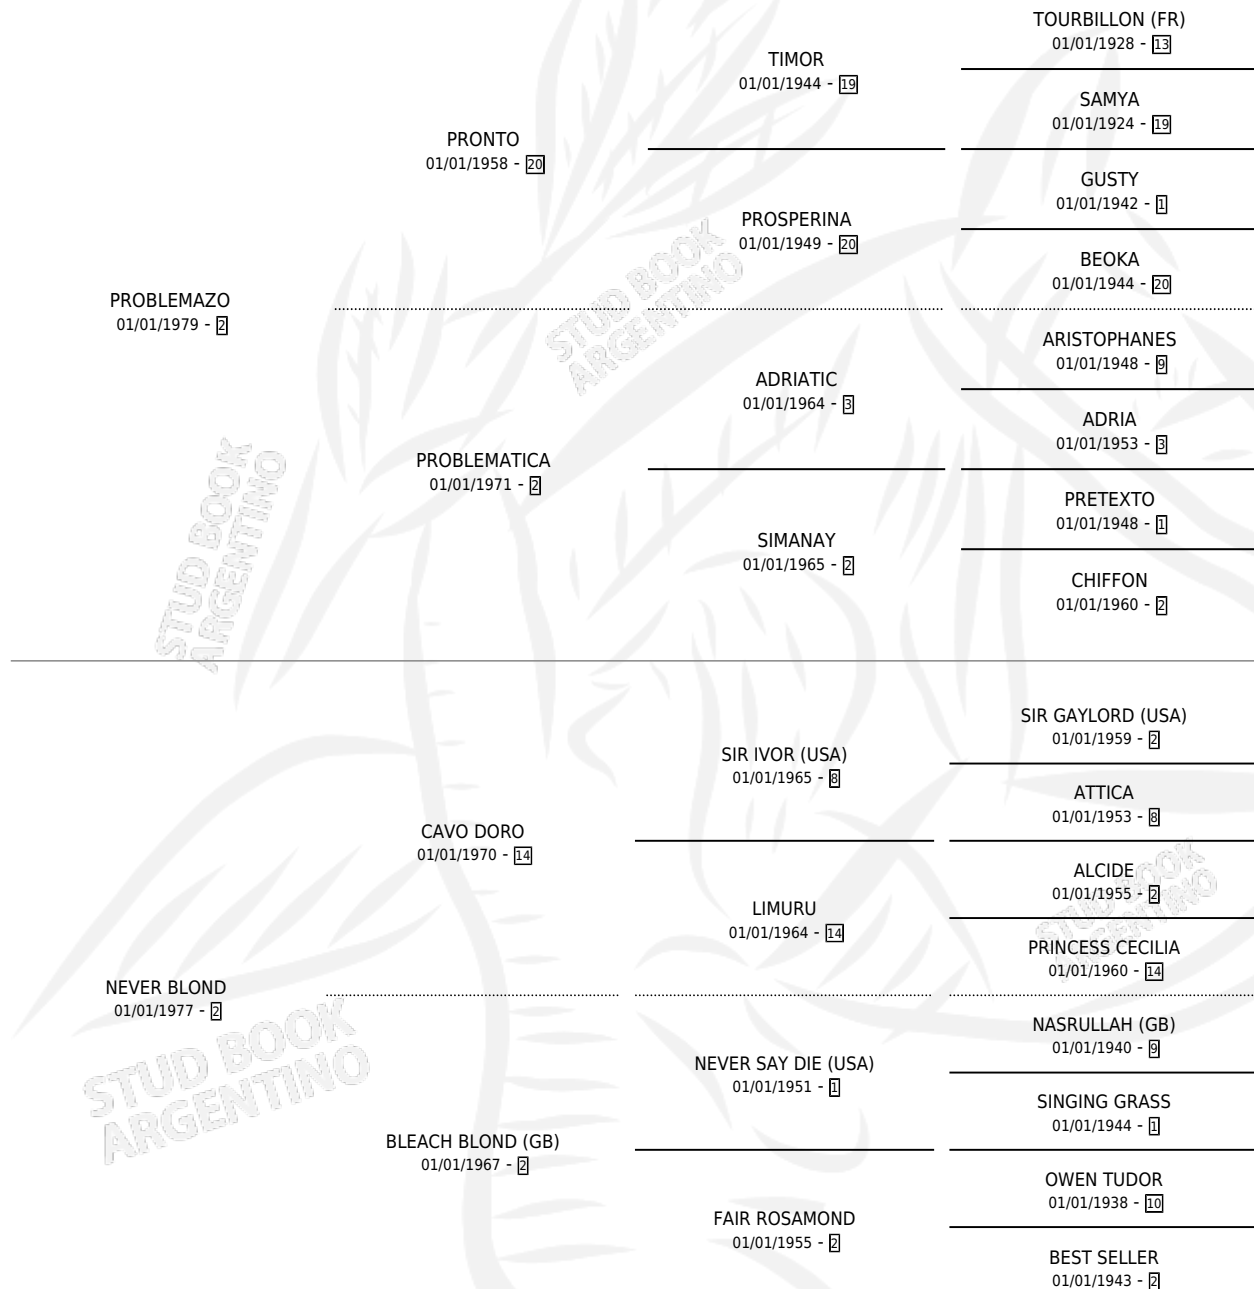 TOURBILLON (FR)
01/01/1928 - 13
TIMOR
01/01/1944 - 19
SAMYA
01/01/1924 - 19
PRONTO
01/01/1958 - 20
GUSTY
01/01/1942 - 1
PROSPERINA
01/01/1949 - 20
BEOKA
01/01/1944 - 20
PROBLEMAZO
01/01/1979 - 2
ARISTOPHANES
01/01/1948 - 9
ADRIATIC
01/01/1964 - 3
ADRIA
01/01/1953 - 3
PROBLEMATICA
01/01/1971 - 2
PRETEXTO
01/01/1948 - 1
SIMANAY
01/01/1965 - 2
CHIFFON
01/01/1960 - 2
SIR GAYLORD (USA)
01/01/1959 - 2
SIR IVOR (USA)
01/01/1965 - 8
ATTICA
01/01/1953 - 8
CAVO DORO
01/01/1970 - 14
ALCIDE
01/01/1955 - 2
LIMURU
01/01/1964 - 14
PRINCESS CECILIA
01/01/1960 - 14
NEVER BLOND
01/01/1977 - 2
NASRULLAH (GB)
01/01/1940 - 9
NEVER SAY DIE (USA)
01/01/1951 - 1
SINGING GRASS
01/01/1944 - 1
BLEACH BLOND (GB)
01/01/1967 - 2
OWEN TUDOR
01/01/1938 - 10
FAIR ROSAMOND
01/01/1955 - 2
BEST SELLER
01/01/1943 - 2
STUD BOOK
ARGENTINO
STUD BOOK
ARGENTINO
STUD BOOK
ARGENTINO
STUD BOOK
ARGENTINO